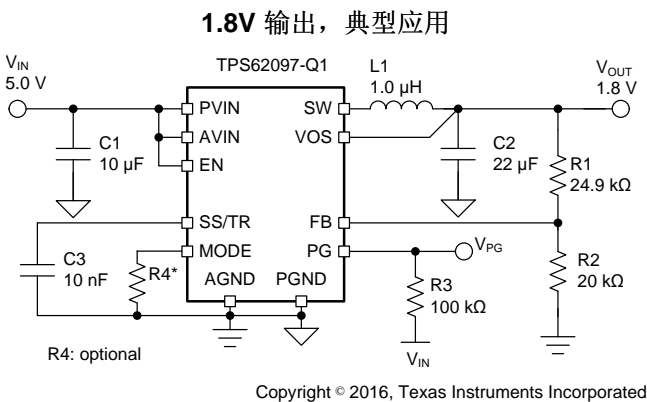 1.8V 输出，典型应用
VIN
5.0 V
TPS62097-Q1
L1
1.0 µH
VOUT
1.8 V
PVIN
SW
AVIN
VOS
EN
C1
10 µF
C2
22 µF
R1
24.9 kΩ
SS/TR
FB
MODE
PG
VPG
C3
10 nF
R4*
AGND
PGND
R3
100 kΩ
R2
20 kΩ
R4: optional
VIN
Copyright © 2016, Texas Instruments Incorporated